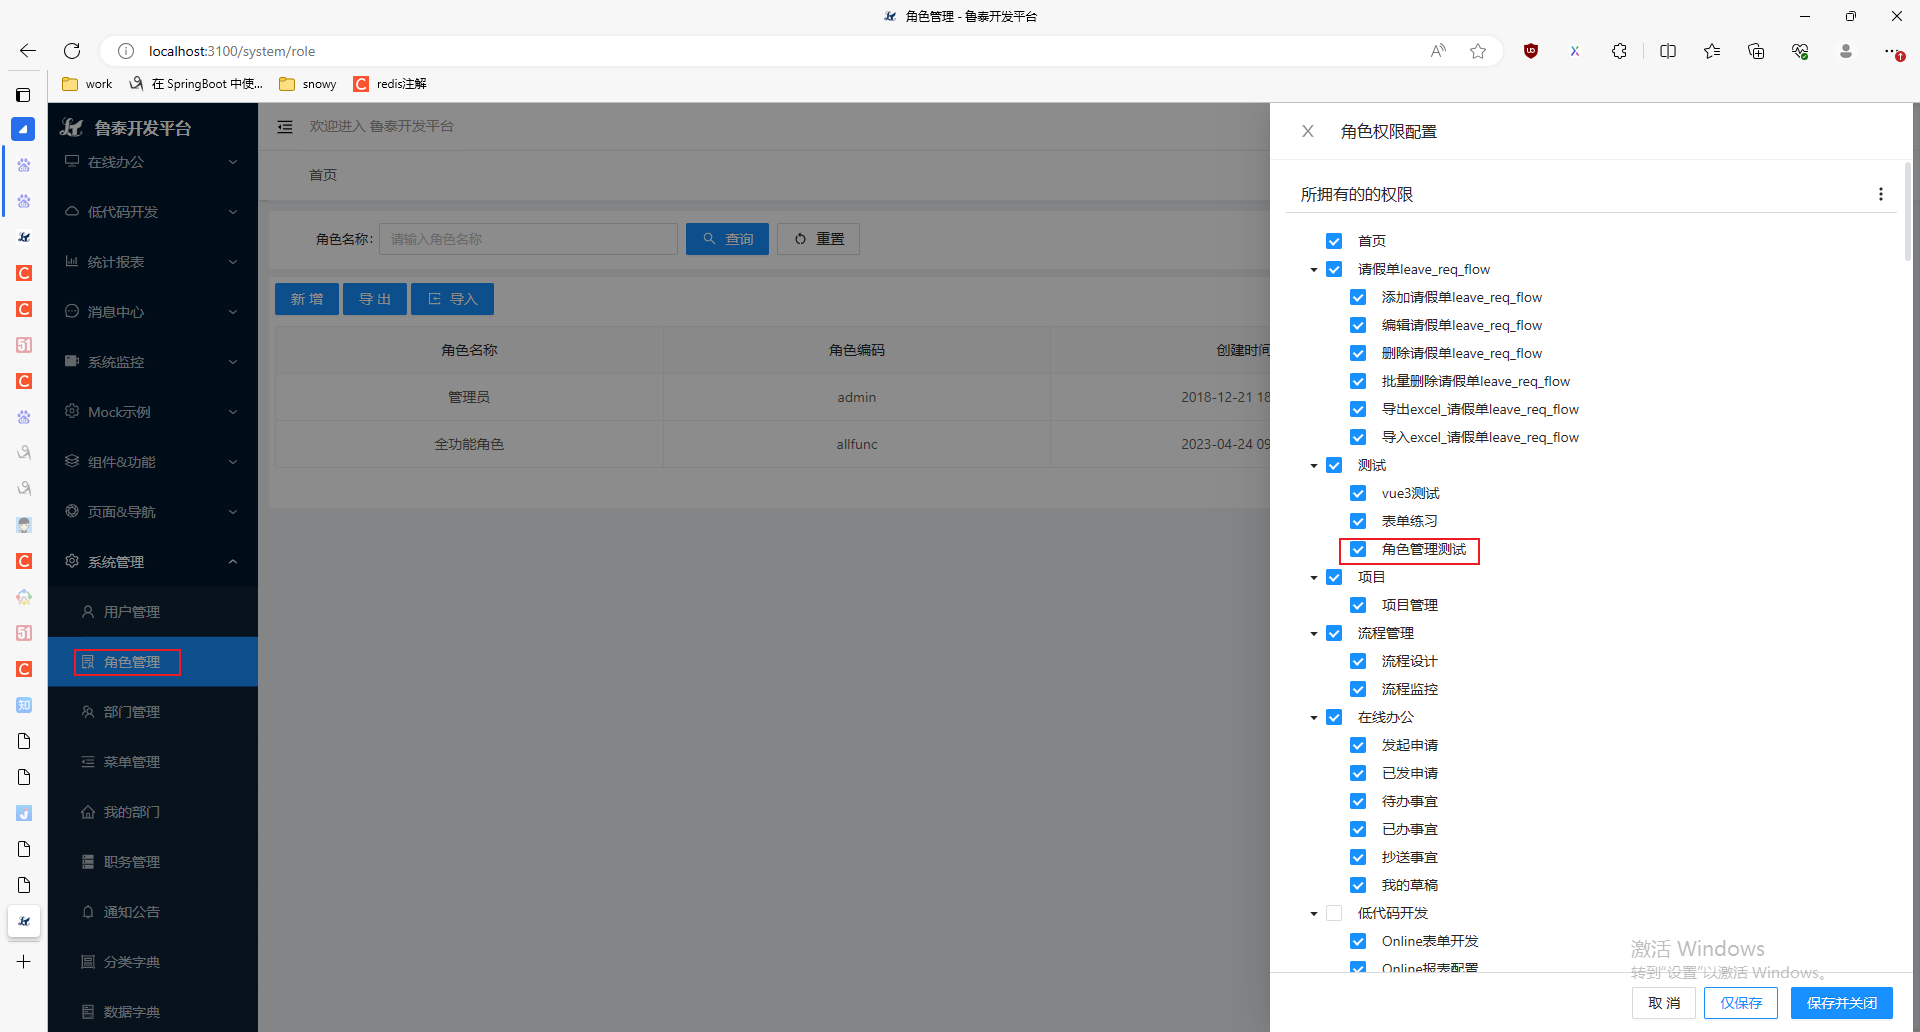 角色管理 - 鲁泰开发平台
localhost:3100/system/role
work
在 SpringBoot 中使...
snowy
redis注解
鲁泰开发平台
在线办公
低代码开发
统计报表
消息中心
系统监控
Mock示例
组件&功能
页面&导航
系统管理
用户管理
角色管理
部门管理
菜单管理
我的部门
职务管理
通知公告
分类字典
数据字典
欢迎进入 鲁泰开发平台
首页
角色名称: 请输入角色名称 查询 重置
新 增 导 出 导入
角色名称 角色编码 创建时间
管理员 admin 2018-12-21 18
全功能角色 allfunc 2023-04-24 09
角色权限配置
所拥有的的权限
首页
请假单leave_req_flow
添加请假单leave_req_flow
编辑请假单leave_req_flow
删除请假单leave_req_flow
批量删除请假单leave_req_flow
导出excel_请假单leave_req_flow
导入excel_请假单leave_req_flow
测试
vue3测试
表单练习
角色管理测试
项目
项目管理
流程管理
流程设计
流程监控
在线办公
发起申请
已发申请
待办事宜
已办事宜
抄送事宜
我的草稿
低代码开发
Online表单开发
Online报表配置
激活 Windows
转到"设置"以激活 Windows。
取 消 仅保存 保存并关闭